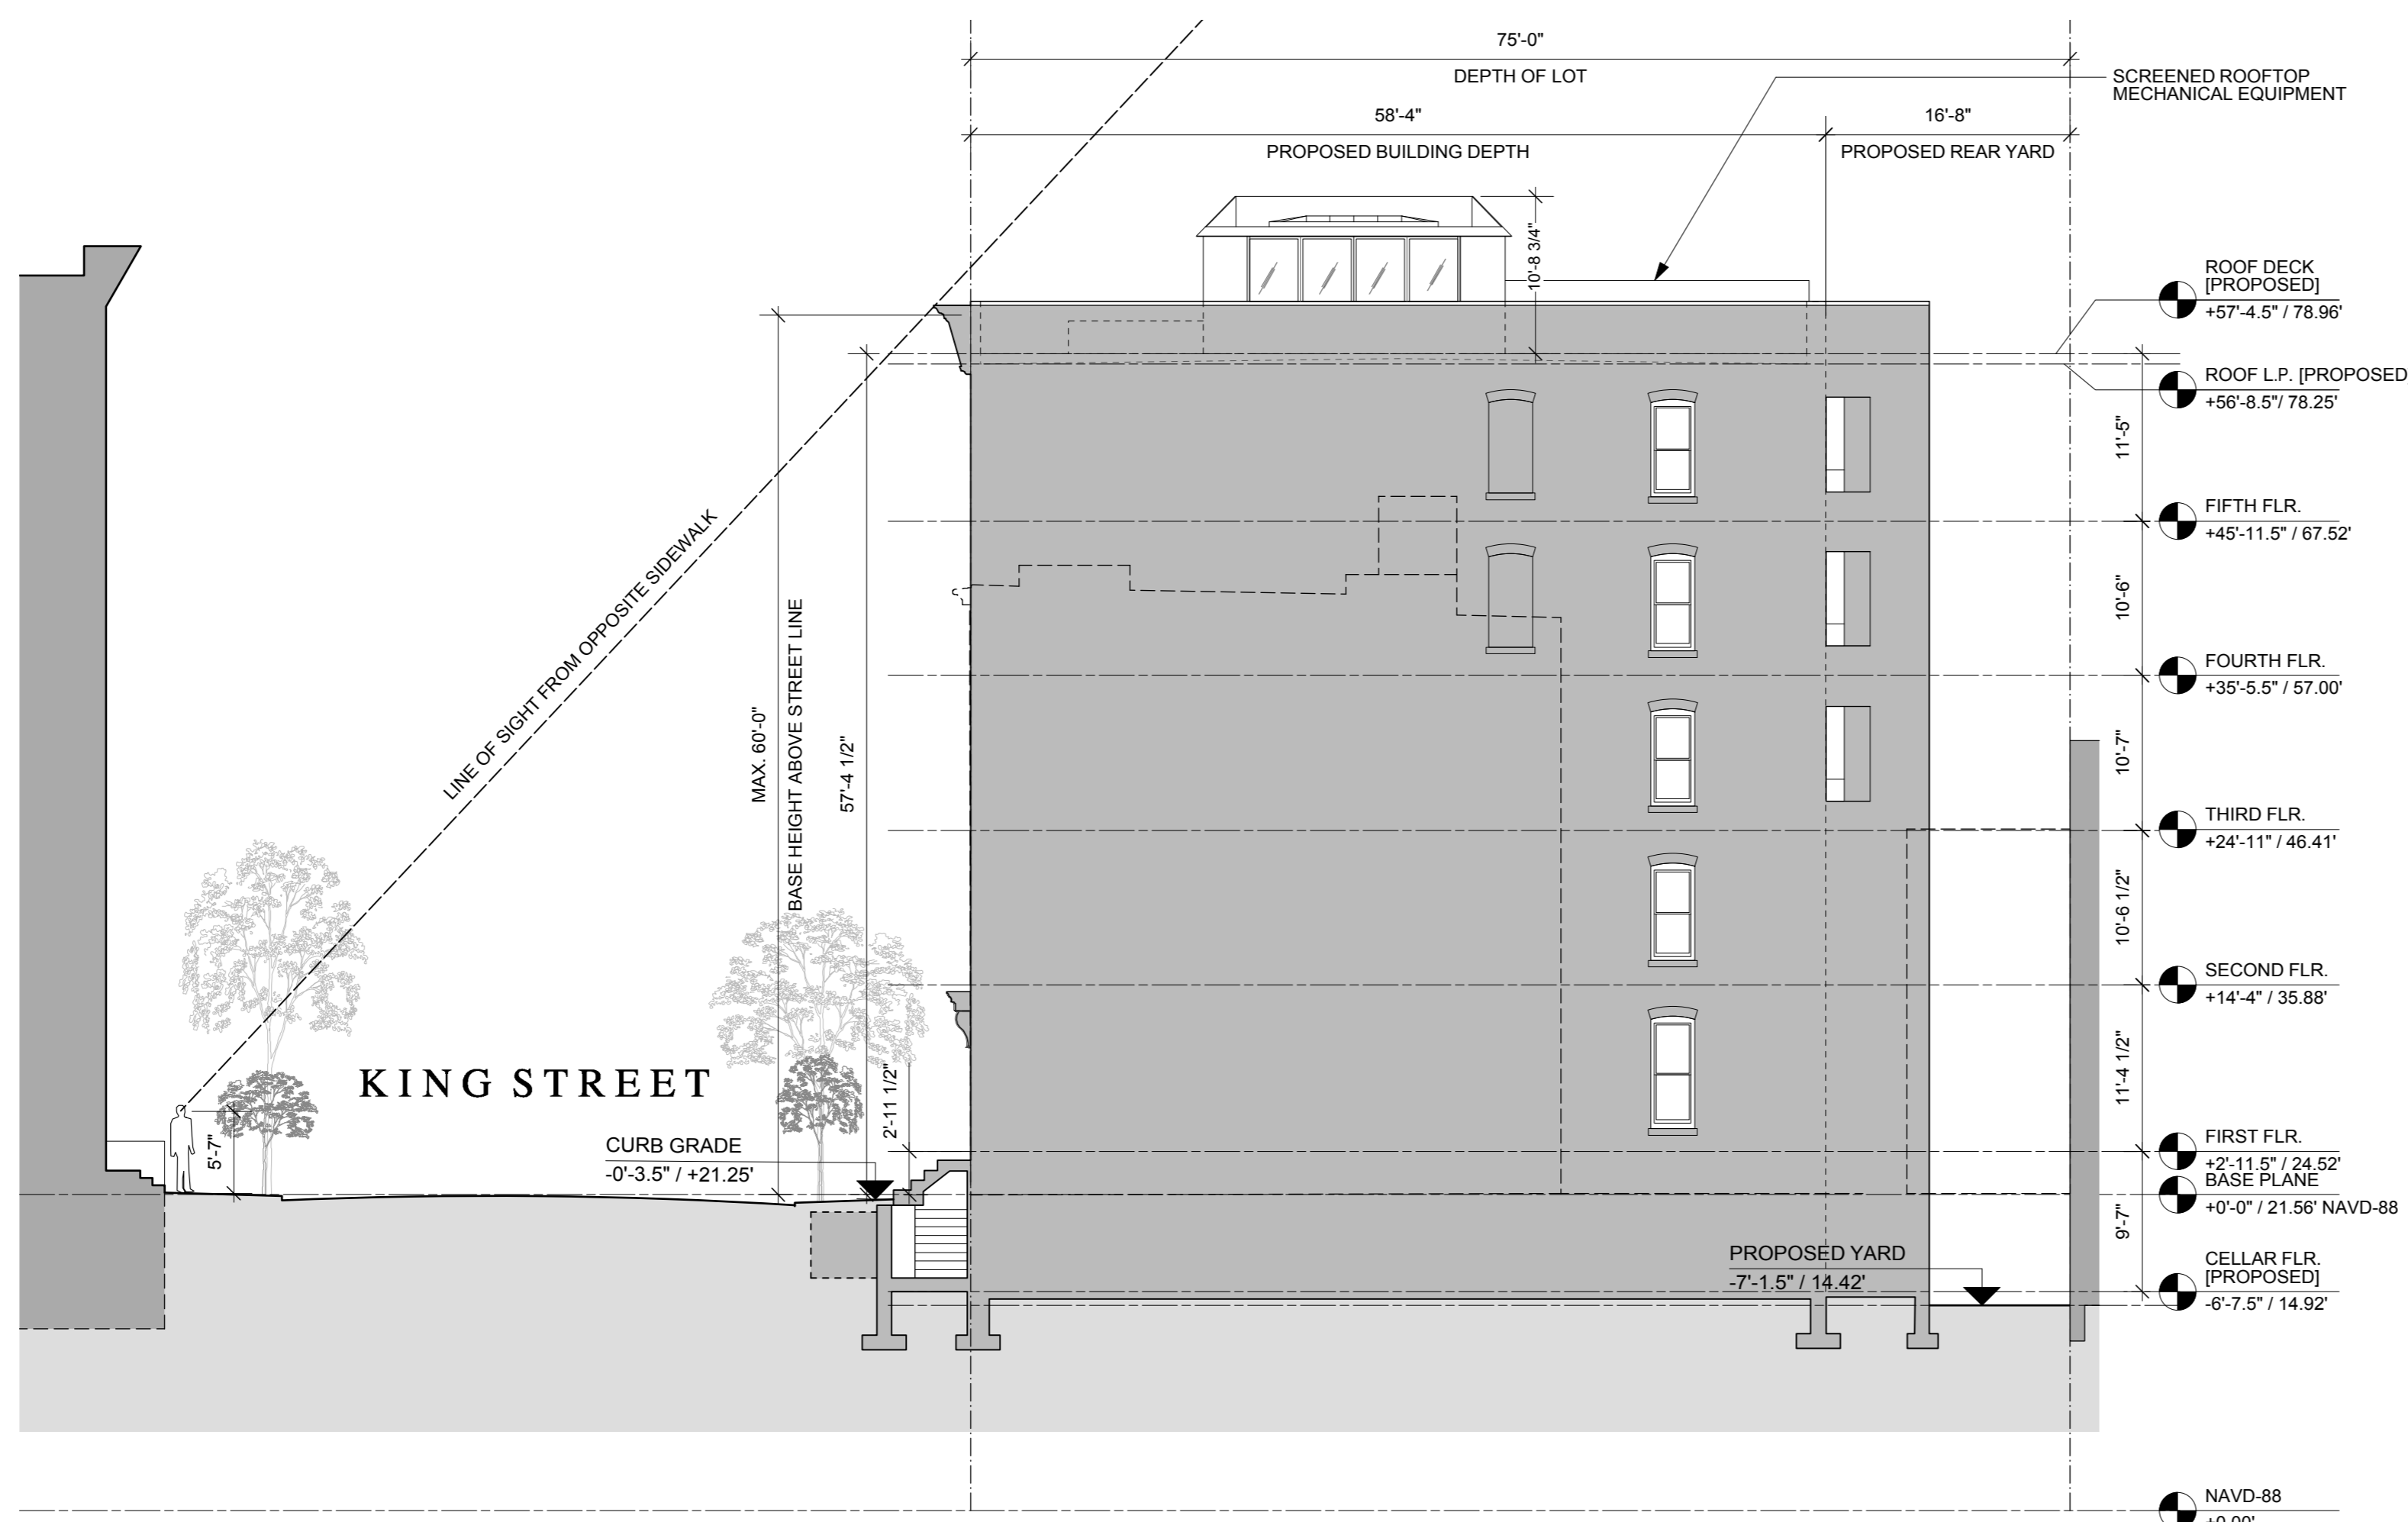 75'-0"
DEPTH OF LOT
SCREENED ROOFTOP
MECHANICAL EQUIPMENT
58'-4"
16'-8"
PROPOSED BUILDING DEPTH
PROPOSED REAR YARD
10'-8 3/4"
ROOF DECK
[PROPOSED]
+57'-4.5" / 78.96'
ROOF L.P. [PROPOSED
+56'-8.5"/ 78.25'
11'-5"
FIFTH FLR.
+45'-11.5" / 67.52'
LINE OF SIGHT FROM OPPOSITE SIDEWALK
10'-6"
MAX. 60'-0"
BASE HEIGHT ABOVE STREET LINE
57'-4 1/2"
FOURTH FLR.
+35'-5.5" / 57.00'
10'-7"
THIRD FLR.
+24'-11" / 46.41'
10'-6 1/2"
SECOND FLR.
+14'-4" / 35.88'
KING STREET
2'-11 1/2"
11'-4 1/2"
5'-7"
CURB GRADE
-0'-3.5" / +21.25'
FIRST FLR.
+2'-11.5" / 24.52'
BASE PLANE
+0'-0" / 21.56' NAVD-88
9'-7"
PROPOSED YARD
-7'-1.5" / 14.42'
CELLAR FLR.
[PROPOSED]
-6'-7.5" / 14.92'
NAVD-88
+0.00'